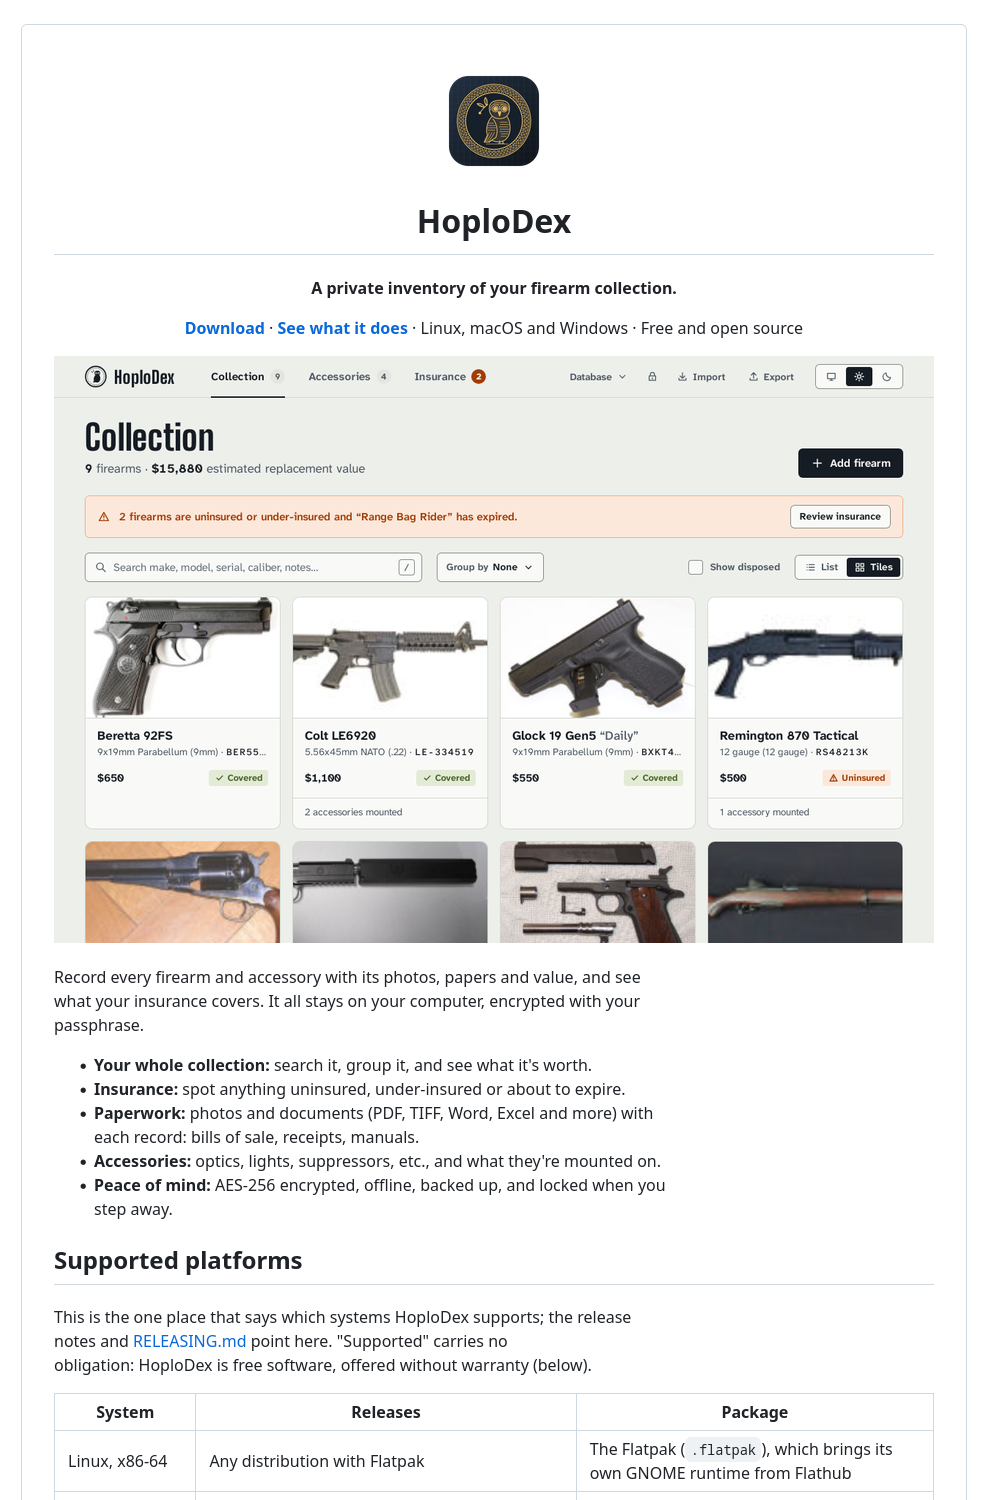 HoploDex
A private inventory of your firearm collection.
Download · See what it does · Linux, macOS and Windows · Free and open source
HoploDex
Collection 9
Accessories 4
Insurance 2
Database
Import
Export
Collection
9 firearms · $15,880 estimated replacement value
Add firearm
2 firearms are uninsured or under-insured and “Range Bag Rider” has expired.
Review insurance
Search make, model, serial, caliber, notes...
/
Group by None
Show disposed
List
Tiles
Beretta 92FS
9x19mm Parabellum (9mm) · BER55...
$650
Covered
Colt LE6920
5.56x45mm NATO (.22) · LE-334519
$1,100
Covered
2 accessories mounted
Glock 19 Gen5 “Daily”
9x19mm Parabellum (9mm) · BXKT4...
$550
Covered
Remington 870 Tactical
12 gauge (12 gauge) · RS48213K
$500
Uninsured
1 accessory mounted
Record every firearm and accessory with its photos, papers and value, and see
what your insurance covers. It all stays on your computer, encrypted with your
passphrase.
• Your whole collection: search it, group it, and see what it's worth.
• Insurance: spot anything uninsured, under-insured or about to expire.
• Paperwork: photos and documents (PDF, TIFF, Word, Excel and more) with
each record: bills of sale, receipts, manuals.
• Accessories: optics, lights, suppressors, etc., and what they're mounted on.
• Peace of mind: AES-256 encrypted, offline, backed up, and locked when you
step away.
Supported platforms
This is the one place that says which systems HoploDex supports; the release
notes and RELEASING.md point here. "Supported" carries no
obligation: HoploDex is free software, offered without warranty (below).
System
Releases
Package
Linux, x86-64
Any distribution with Flatpak
The Flatpak (.flatpak), which brings its
own GNOME runtime from Flathub